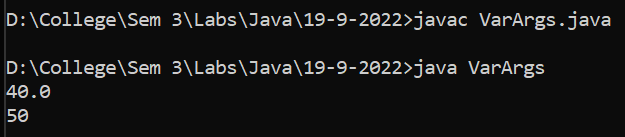 D:\College\Sem 3\Labs\Java\19-9-2022>javac VarArgs.java
D:\College\Sem 3\Labs\Java\19-9-2022>java VarArgs
40.0
50